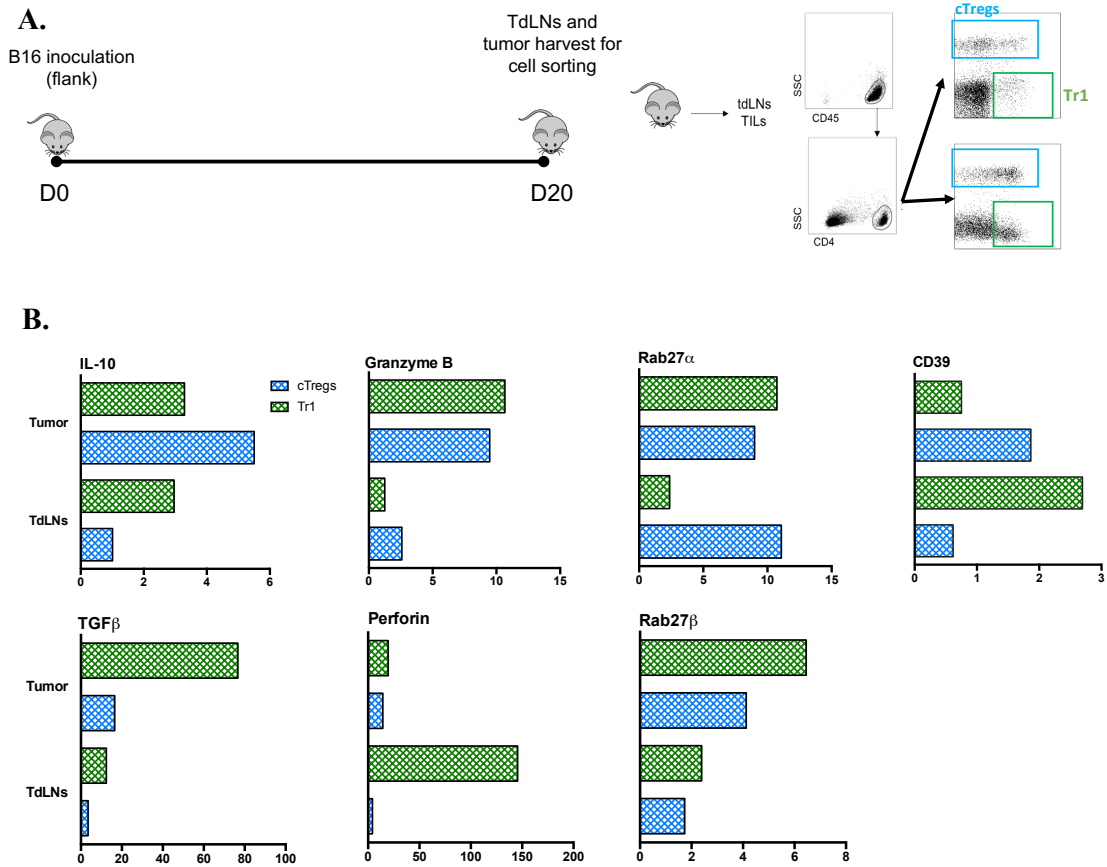 A.
B16 inoculation
(flank)
D0
TdLNs and
tumor harvest for
cell sorting
D20
tdLNs
TILs
SSC
CD45
SSC
CD4
cTregs
Tr1
B.
IL-10
cTregs
Tr1
Tumor
TdLNs
0 2 4 6
Granzyme B
0 5 10 15
Rab27α
0 5 10 15
CD39
0 1 2 3
TGFβ
Tumor
TdLNs
0 20 40 60 80 100
Perforin
0 50 100 150 200
Rab27β
0 2 4 6 8